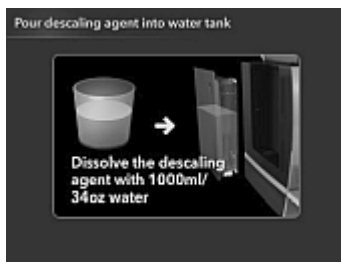 Pour descaling agent into water tank
Dissolve the descaling
agent with 1000ml/
34oz water